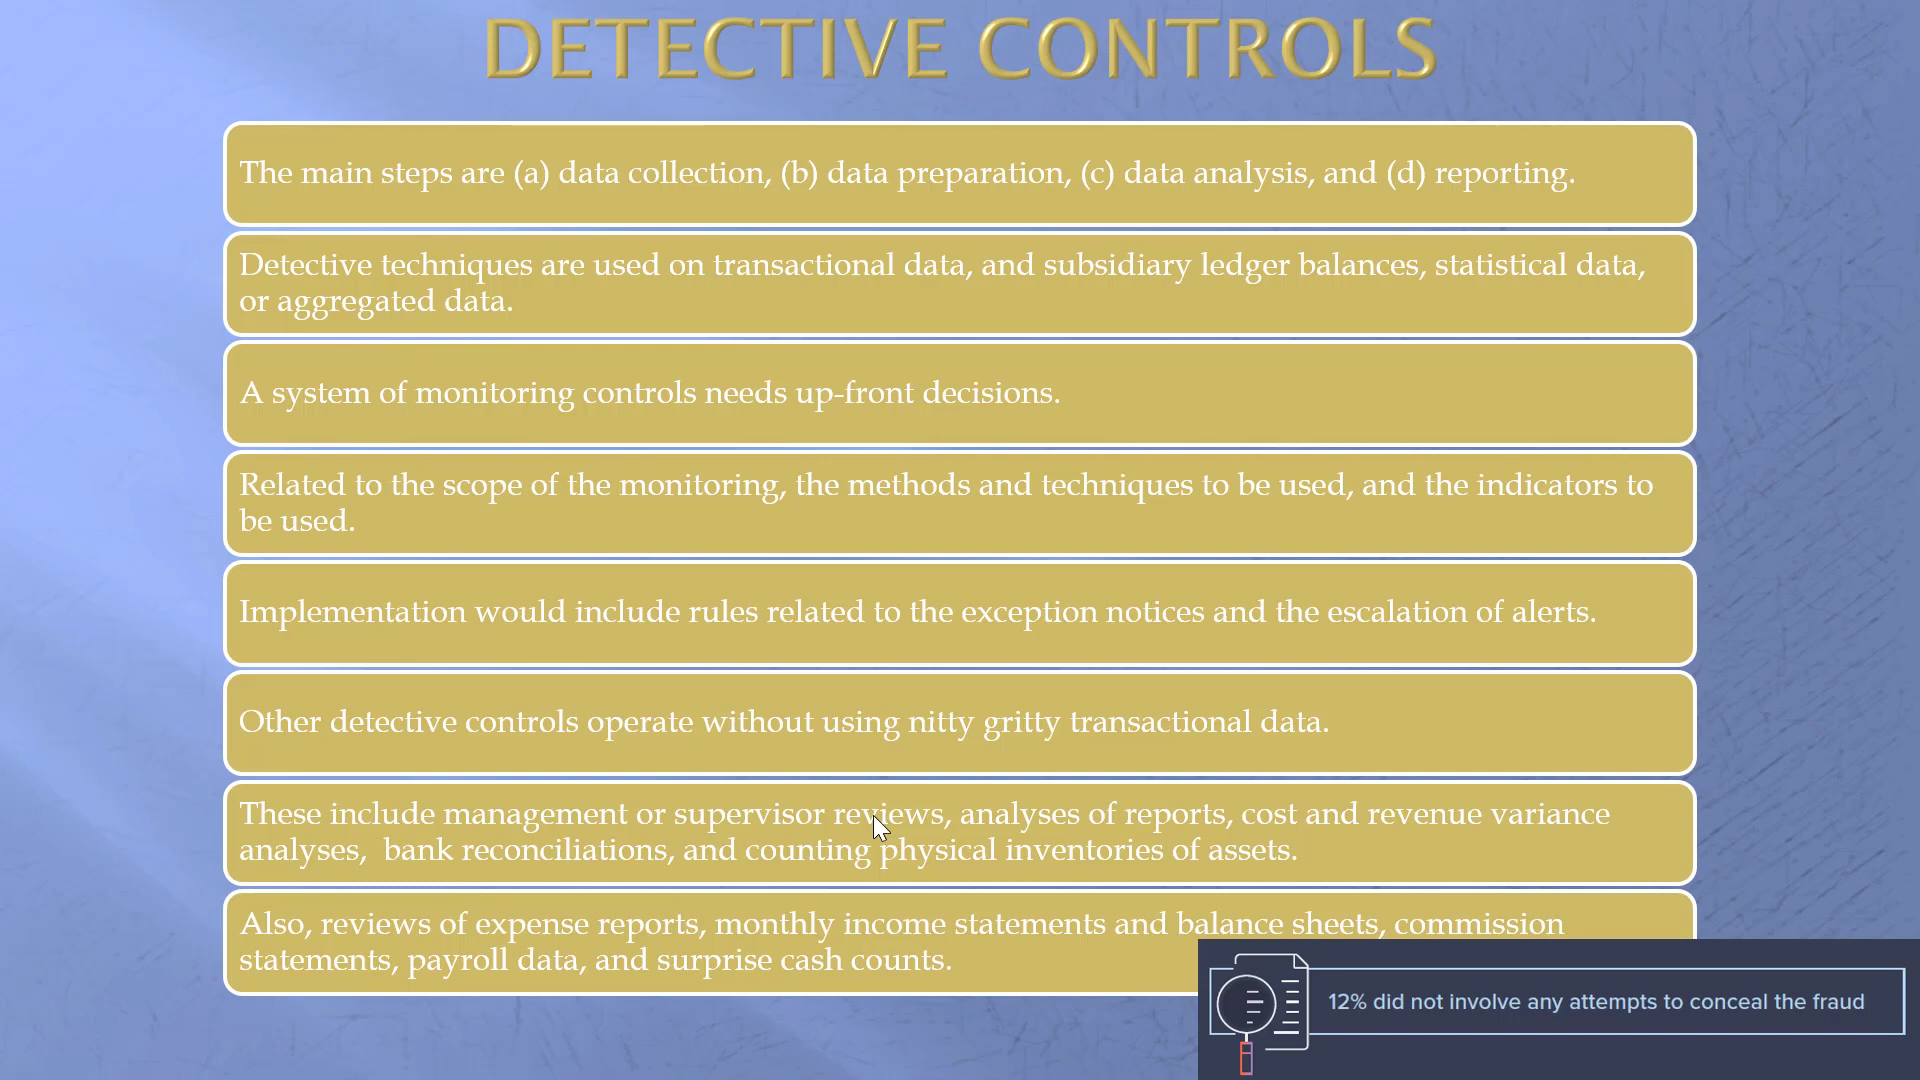 DETECTIVE CONTROLS
The main steps are (a) data collection, (b) data preparation, (c) data analysis, and (d) reporting.
Detective techniques are used on transactional data, and subsidiary ledger balances, statistical data,
or aggregated data.
A system of monitoring controls needs up-front decisions.
Related to the scope of the monitoring, the methods and techniques to be used, and the indicators to
be used.
Implementation would include rules related to the exception notices and the escalation of alerts.
Other detective controls operate without using nitty gritty transactional data.
These include management or supervisor reviews, analyses of reports, cost and revenue variance
analyses,  bank reconciliations, and counting physical inventories of assets.
Also, reviews of expense reports, monthly income statements and balance sheets, commission
statements, payroll data, and surprise cash counts.
12% did not involve any attempts to conceal the fraud